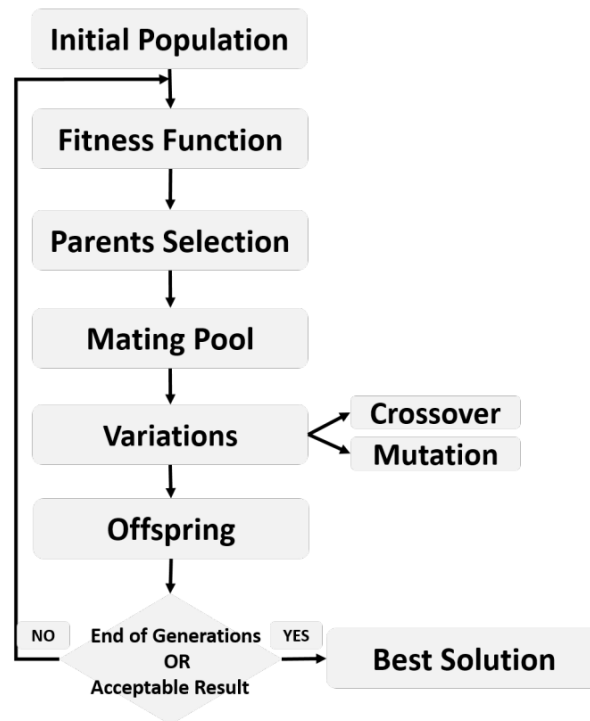 Initial Population
Fitness Function
Parents Selection
Mating Pool
Variations
Crossover
Mutation
Offspring
NO
End of Generations
OR
Acceptable Result
YES
Best Solution